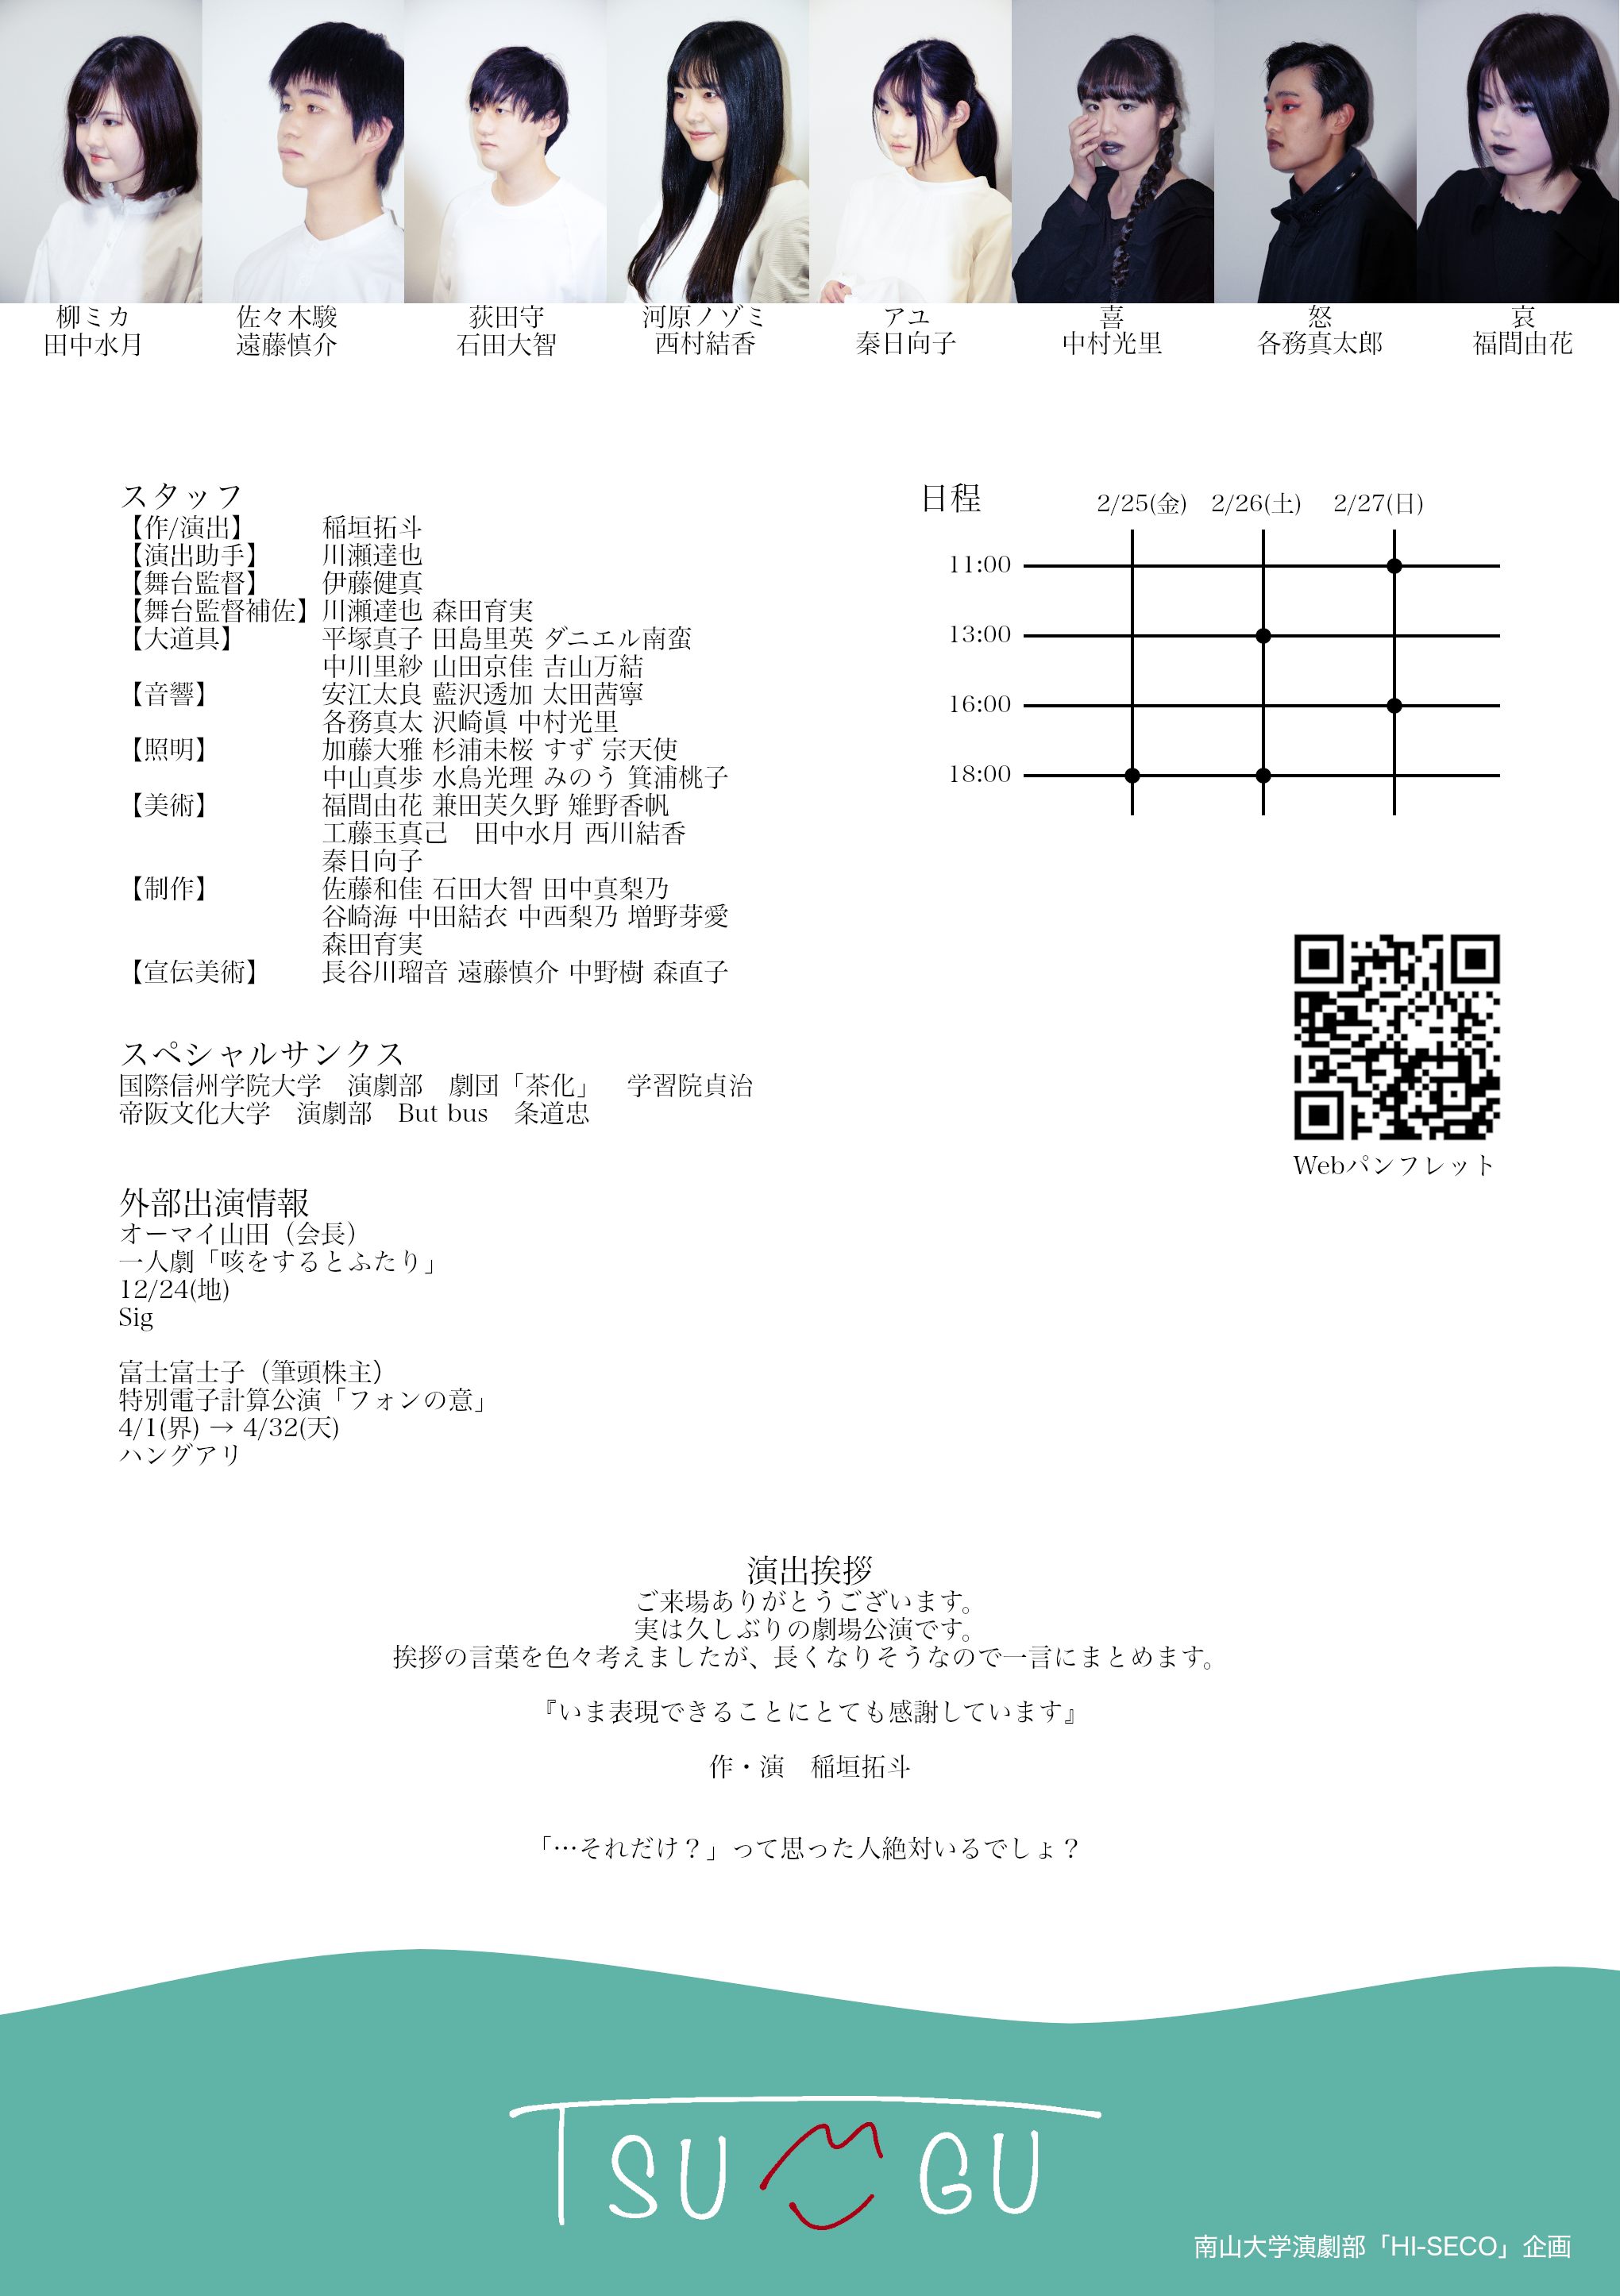 柳ミカ
田中水月
佐々木駿
遠藤慎介
荻田守
石田大智
河原ノゾミ
西村結香
アユ
秦日向子
喜
中村光里
怒
各務真太郎
哀
福間由花
スタッフ
【作/演出】 稲垣拓斗
【演出助手】 川瀬達也
【舞台監督】 伊藤健真
【舞台監督補佐】 川瀬達也 森田育実
【大道具】 平塚真子 田島里英 ダニエル南蛮
中川里紗 山田京佳 吉山万結
【音響】 安江太良 藍沢透加 太田茜寧
各務真太 沢崎眞 中村光里
【照明】 加藤大雅 杉浦未桜 すず 宗天使
中山真歩 水鳥光理 みのう 箕浦桃子
【美術】 福間由花 兼田芙久野 雉野香帆
工藤玉真己 田中水月 西川結香
秦日向子
【制作】 佐藤和佳 石田大智 田中真梨乃
谷崎海 中田結衣 中西梨乃 増野芽愛
森田育実
【宣伝美術】 長谷川瑠音 遠藤慎介 中野樹 森直子
日程
2/25(金) 2/26(土) 2/27(日)
11:00
13:00
16:00
18:00
Webパンフレット
スペシャルサンクス
国際信州学院大学 演劇部 劇団「茶化」 学習院貞治
帝阪文化大学 演劇部 But bus 条道忠
外部出演情報
オーマイ山田（会長）
一人劇「咳をするとふたり」
12/24(地)
Sig
富士富士子（筆頭株主）
特別電子計算公演「フォンの意」
4/1(界) → 4/32(天)
ハングアリ
演出挨拶
ご来場ありがとうございます。
実は久しぶりの劇場公演です。
挨拶の言葉を色々考えましたが、長くなりそうなので一言にまとめます。
『いま表現できることにとても感謝しています』
作・演 稲垣拓斗
「…それだけ？」って思った人絶対いるでしょ？
TSUMUGU
南山大学演劇部「HI-SECO」企画